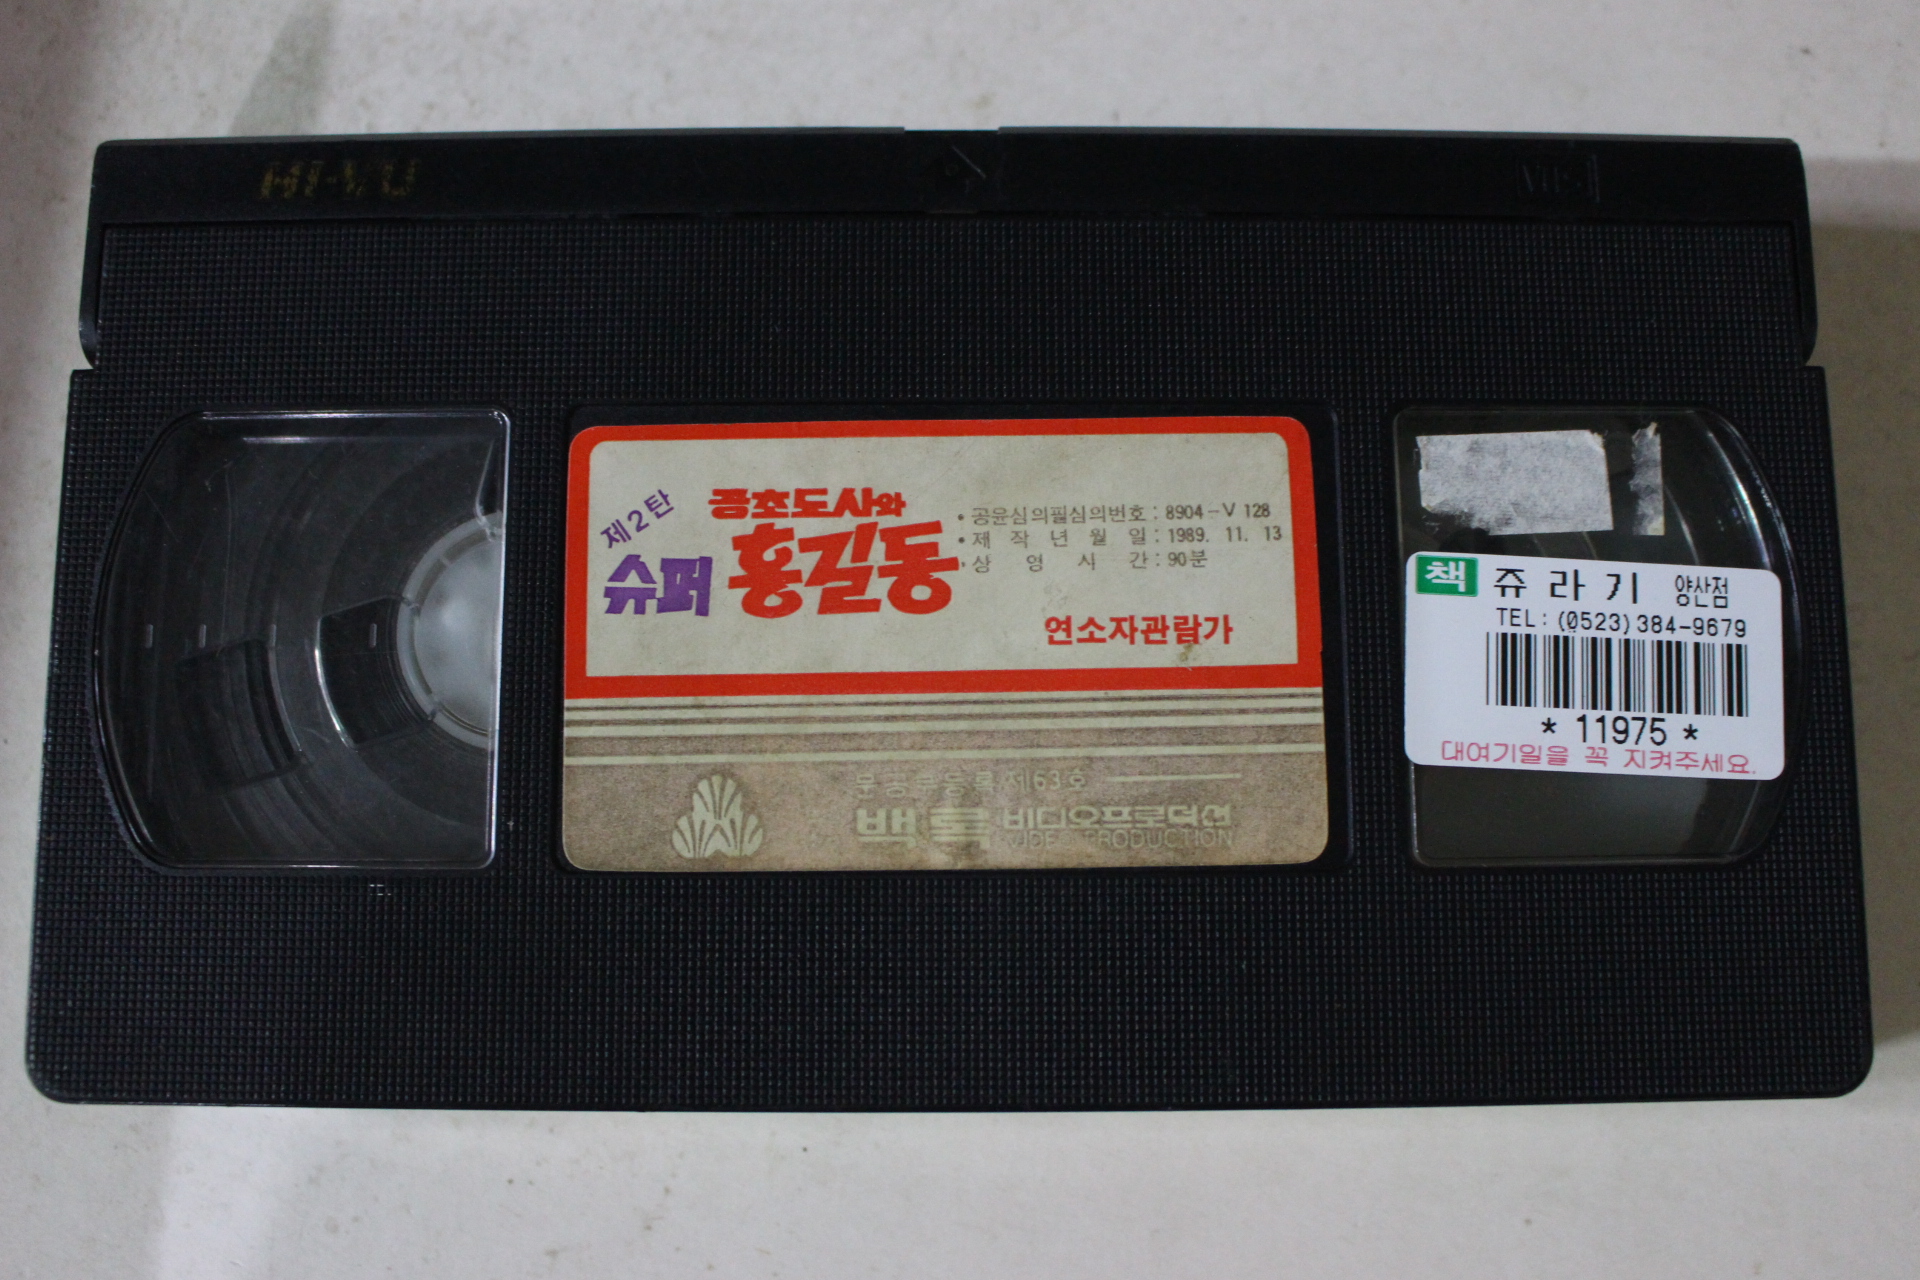 HI-VU
VHS
제2탄
공초도사와
슈퍼 홍길동
• 공윤심의필심의번호 : 8904-V 128
• 제작년월일 : 1989. 11. 13
• 상영시간 : 90분
연소자관람가
문공부등록 제63호
백록 비디오프로덕션
VIDEO PRODUCTION
책 쥬라기 양산점
TEL: (0523) 384-9679
* 11975 *
대여기일을 꼭 지켜주세요.